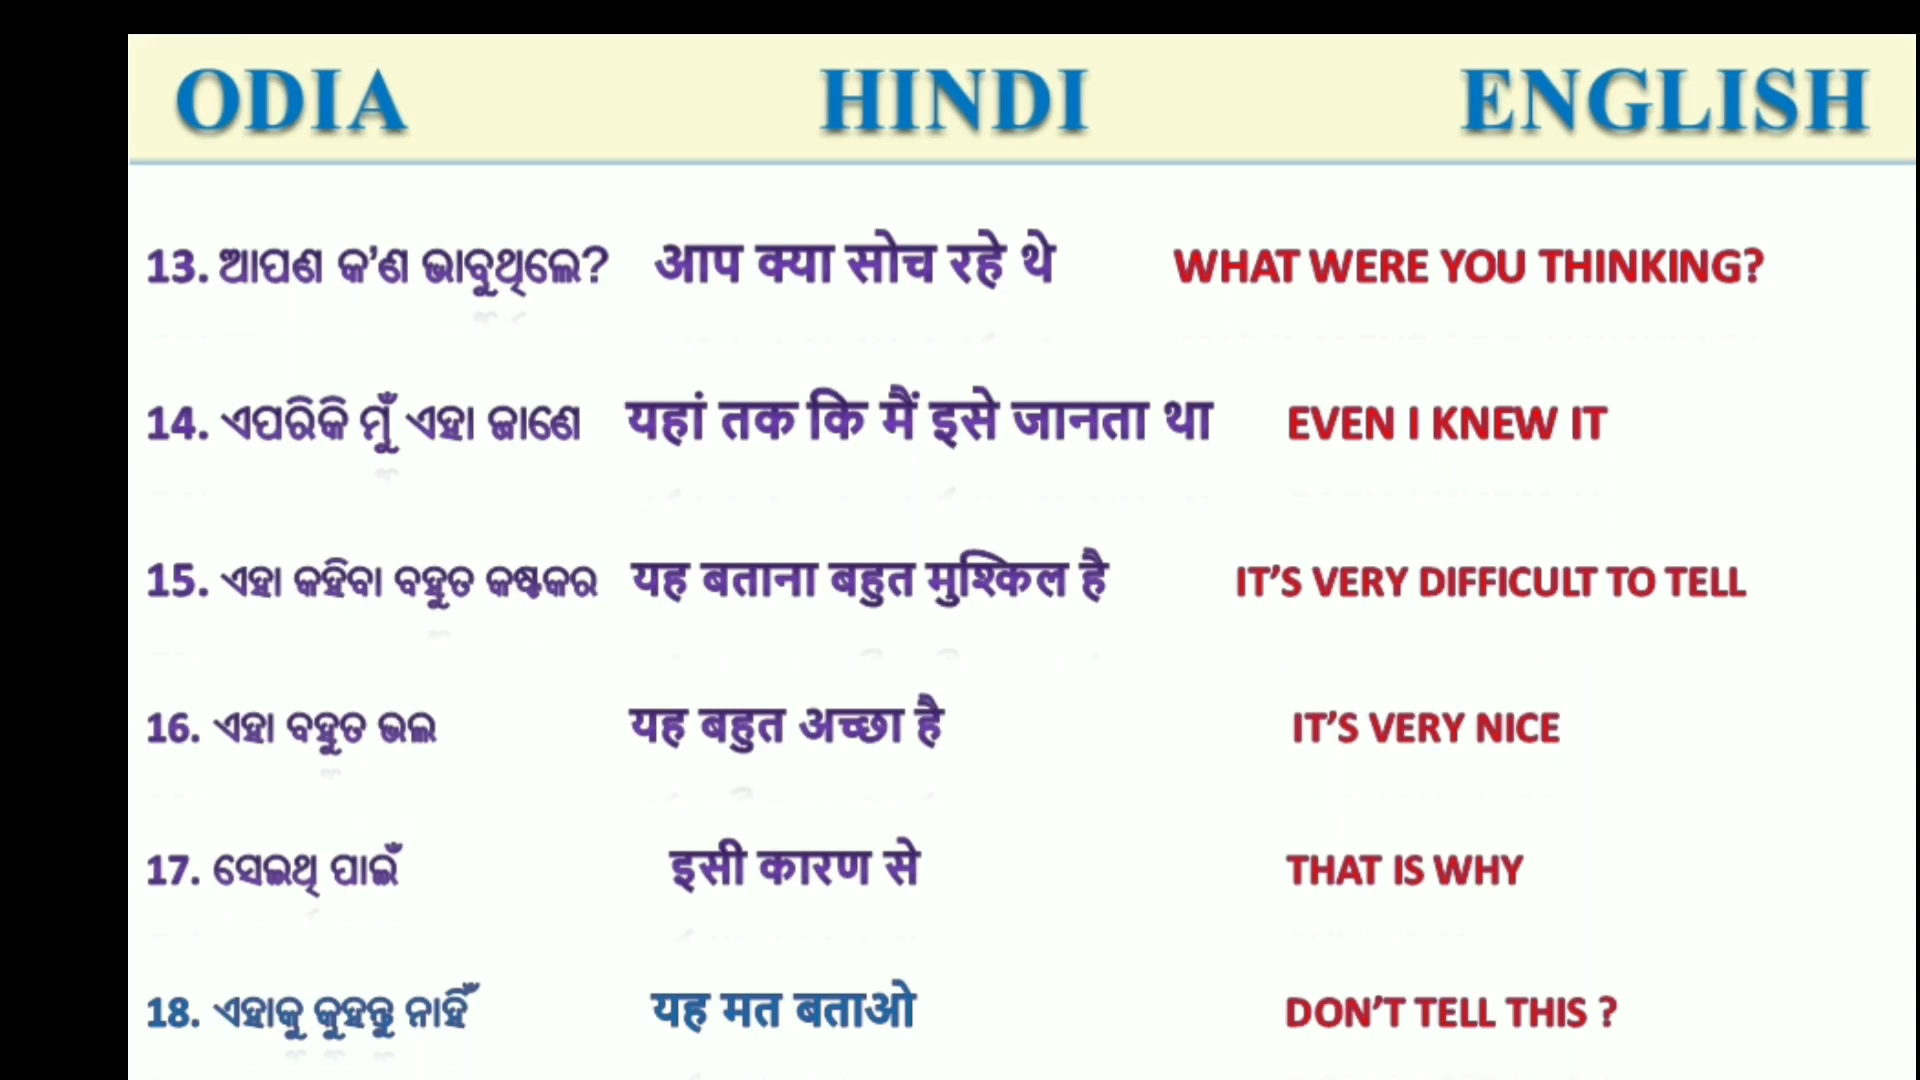 ODIA HINDI ENGLISH
13. ଆପଣ କ'ଣ ଭାବୁଥିଲେ? आप क्या सोच रहे थे WHAT WERE YOU THINKING?
14. ଏପରିକି ମୁଁ ଏହା ଜାଣେ यहां तक कि मैं इसे जानता था EVEN I KNEW IT
15. ଏହା କହିବା ବହୁତ କଷ୍ଟକର यह बताना बहुत मुश्किल है IT'S VERY DIFFICULT TO TELL
16. ଏହା ବହୁତ ଭଲ यह बहुत अच्छा है IT'S VERY NICE
17. ସେଇଥି ପାଇଁ इसी कारण से THAT IS WHY
18. ଏହାକୁ କୁହନ୍ତୁ ନାହିଁ यह मत बताओ DON'T TELL THIS ?